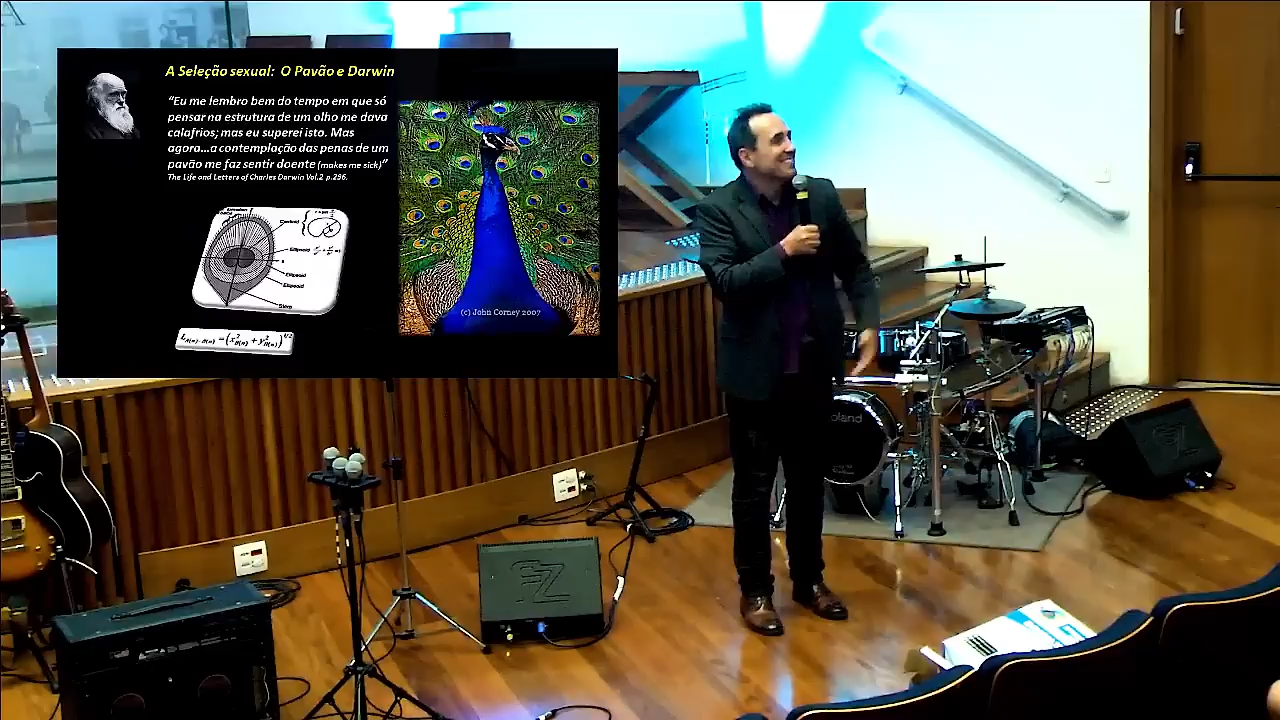 A Seleção sexual:  O Pavão e Darwin
“Eu me lembro bem do tempo em que só
pensar na estrutura de um olho me dava
calafrios; mas eu superei isto. Mas
agora...a contemplação das penas de um
pavão me faz sentir doente (makes me sick)”
The Life and Letters of Charles Darwin Vol.2 p.296.
Ellipsoid
Ellipsoid
(c) John Corney 2007
Roland